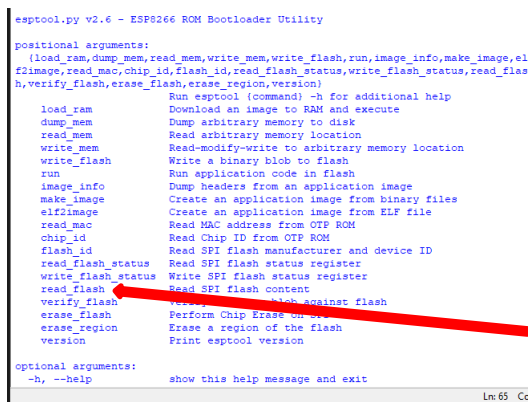 esptool.py v2.6 - ESP8266 ROM Bootloader Utility
positional arguments:
{load_ram,dump_mem,read_mem,write_mem,write_flash,run,image_info,make_image,el
f2image,read_mac,chip_id,flash_id,read_flash_status,write_flash_status,read_flas
h,verify_flash,erase_flash,erase_region,version}
Run esptool {command} -h for additional help
load_ram Download an image to RAM and execute
dump_mem Dump arbitrary memory to disk
read_mem Read arbitrary memory location
write_mem Read-modify-write to arbitrary memory location
write_flash Write a binary blob to flash
run Run application code in flash
image_info Dump headers from an application image
make_image Create an application image from binary files
elf2image Create an application image from ELF file
read_mac Read MAC address from OTP ROM
chip_id Read Chip ID from OTP ROM
flash_id Read SPI flash manufacturer and device ID
read_flash_status Read SPI flash status register
write_flash_status Write SPI flash status register
read_flash Read SPI flash content
verify_flash blob against flash
erase_flash Perform Chip Erase on
erase_region Erase a region of the flash
version Print esptool version
optional arguments:
-h, --help show this help message and exit
Ln: 65 Co